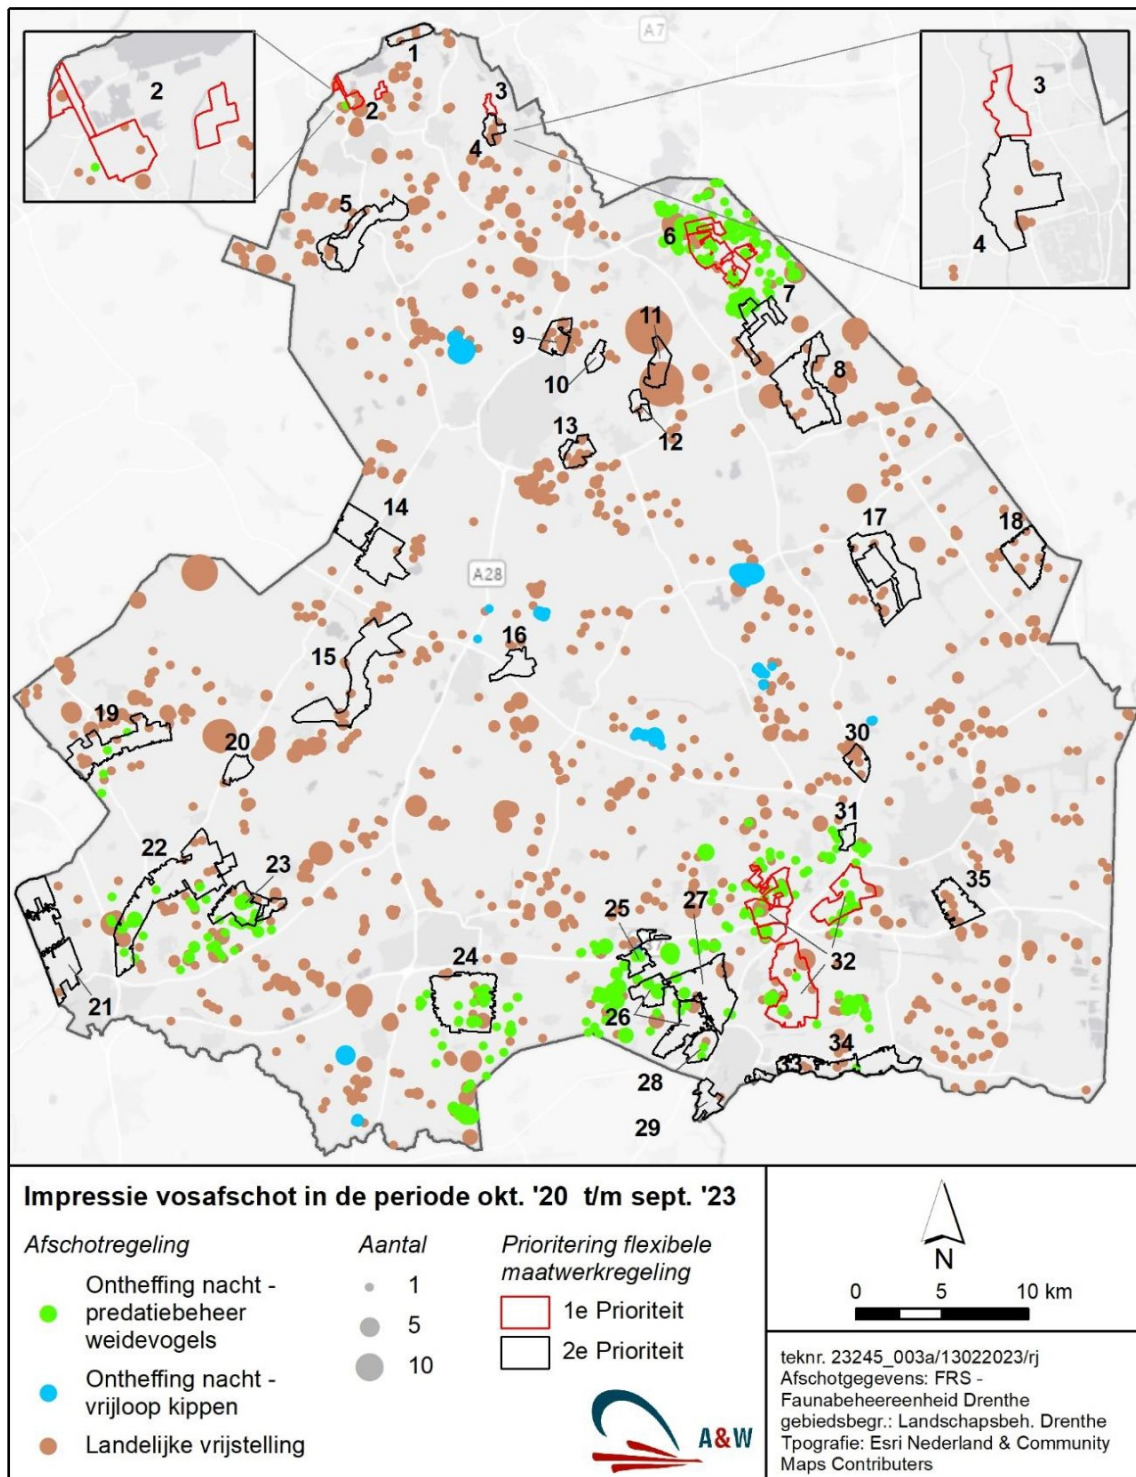 A7
1
2
3
2
3
4
4
5
6
7
8
9
10
11
12
13
14
15
16
17
18
A28
19
20
21
22
23
24
25
26
27
28
29
30
31
32
33
34
35
Impressie vosafschot in de periode okt. '20 t/m sept. '23
Afschotregeling
Ontheffing nacht -
predatiebeheer
weidevogels
Ontheffing nacht -
vrijloop kippen
Landelijke vrijstelling
Aantal
1
5
10
Prioritering flexibele
maatwerkregeling
1e Prioriteit
2e Prioriteit
A&W
N
0 5 10 km
teknr. 23245_003a/13022023/rj
Afschotgegevens: FRS -
Faunabeheereenheid Drenthe
gebiedsbegr.: Landschapsbeh. Drenthe
Tpografie: Esri Nederland & Community
Maps Contributers